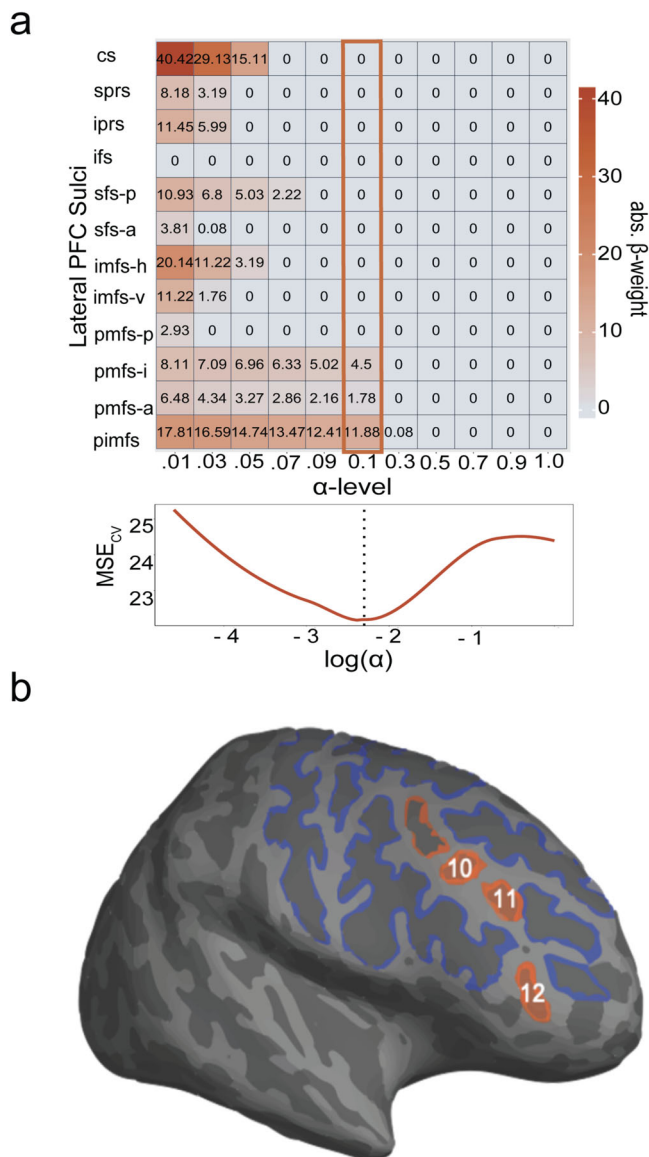 a
cs 40.42 29.13 15.11 0 0 0 0 0 0 0 0
sprs 8.18 3.19 0 0 0 0 0 0 0 0 0
iprs 11.45 5.99 0 0 0 0 0 0 0 0 0
ifs 0 0 0 0 0 0 0 0 0 0 0
sfs-p 10.93 6.8 5.03 2.22 0 0 0 0 0 0 0
sfs-a 3.81 0.08 0 0 0 0 0 0 0 0 0
imfs-h 20.14 11.22 3.19 0 0 0 0 0 0 0 0
imfs-v 11.22 1.76 0 0 0 0 0 0 0 0 0
pmfs-p 2.93 0 0 0 0 0 0 0 0 0 0
pmfs-i 8.11 7.09 6.96 6.33 5.02 4.5 0 0 0 0 0
pmfs-a 6.48 4.34 3.27 2.86 2.16 1.78 0 0 0 0 0
pimfs 17.81 16.59 14.74 13.47 12.41 11.88 0.08 0 0 0 0
Lateral PFC Sulci
.01 .03 .05 .07 .09 0.1 0.3 0.5 0.7 0.9 1.0
α-level
40
30
20
10
0
abs. β-weight
25
24
23
MSE CV
- 4 - 3 - 2 - 1
log(α)
b
10
11
12